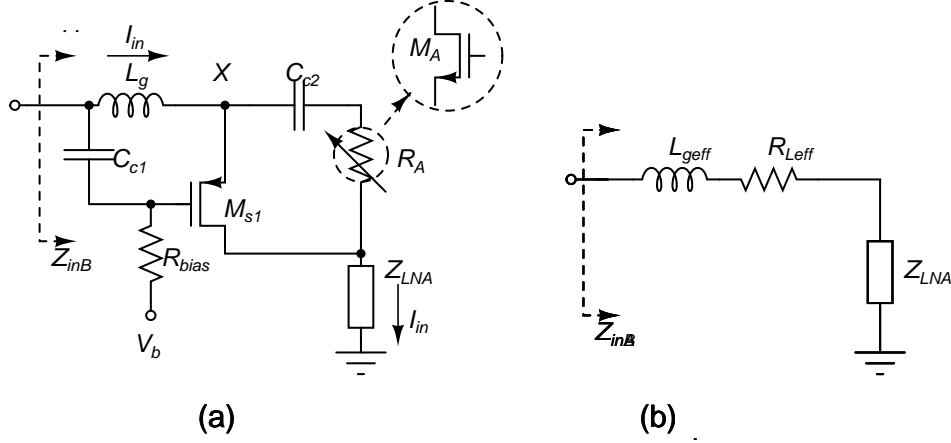 I_in
L_g
X
C_c2
M_A
C_c1
R_A
M_s1
Z_inB
R_bias
Z_LNA
I_in
V_b
(a)
L_geff
R_Leff
Z_LNA
(b)